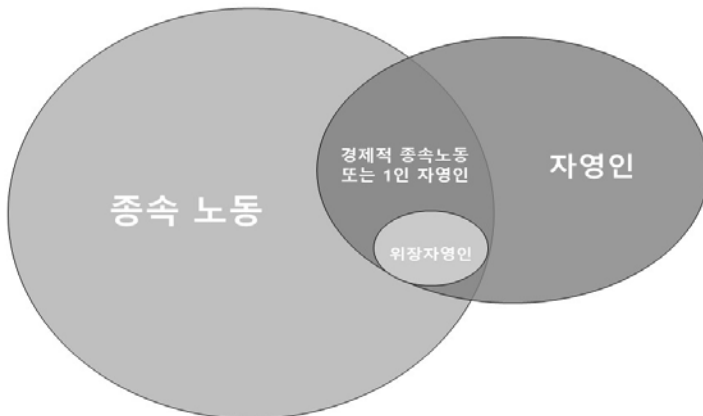 경제적 종속노동
또는 1인 자영인
자영인
종속 노동
위장자영인